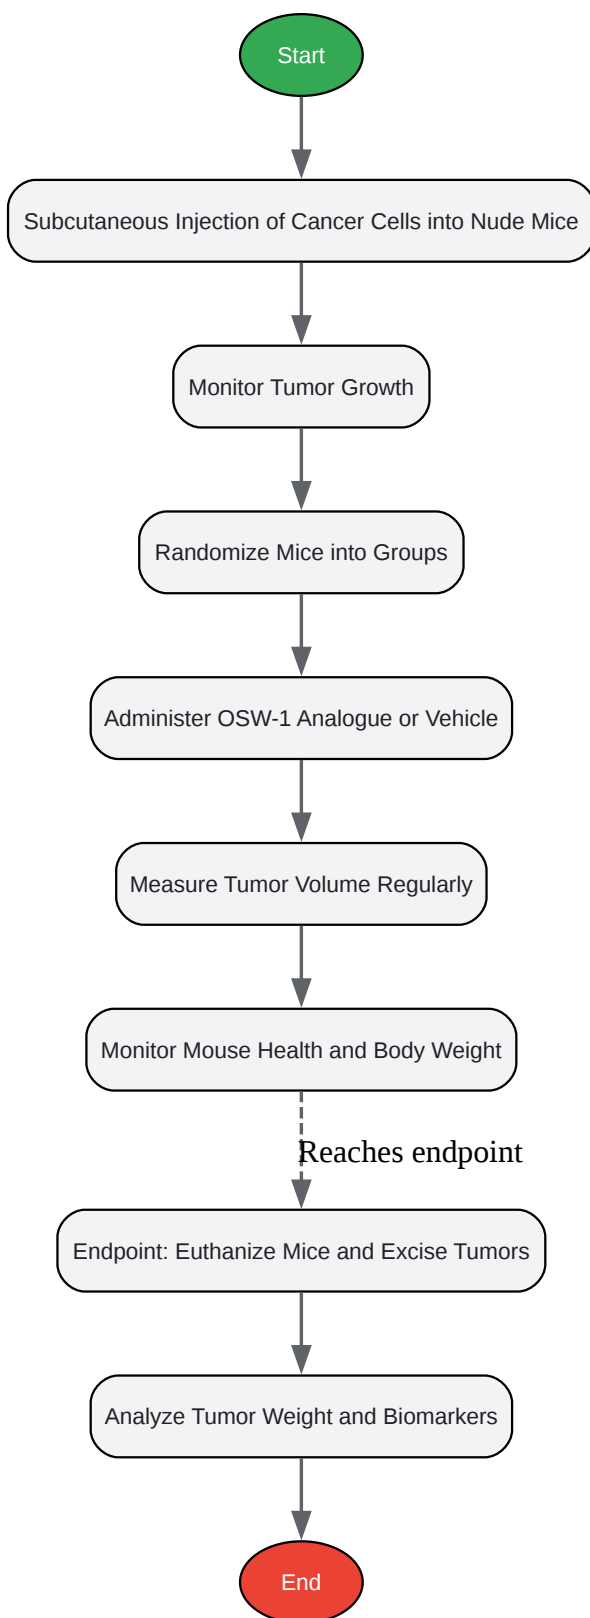 Start
Subcutaneous Injection of Cancer Cells into Nude Mice
Monitor Tumor Growth
Randomize Mice into Groups
Administer OSW-1 Analogue or Vehicle
Measure Tumor Volume Regularly
Monitor Mouse Health and Body Weight
Reaches endpoint
Endpoint: Euthanize Mice and Excise Tumors
Analyze Tumor Weight and Biomarkers
End